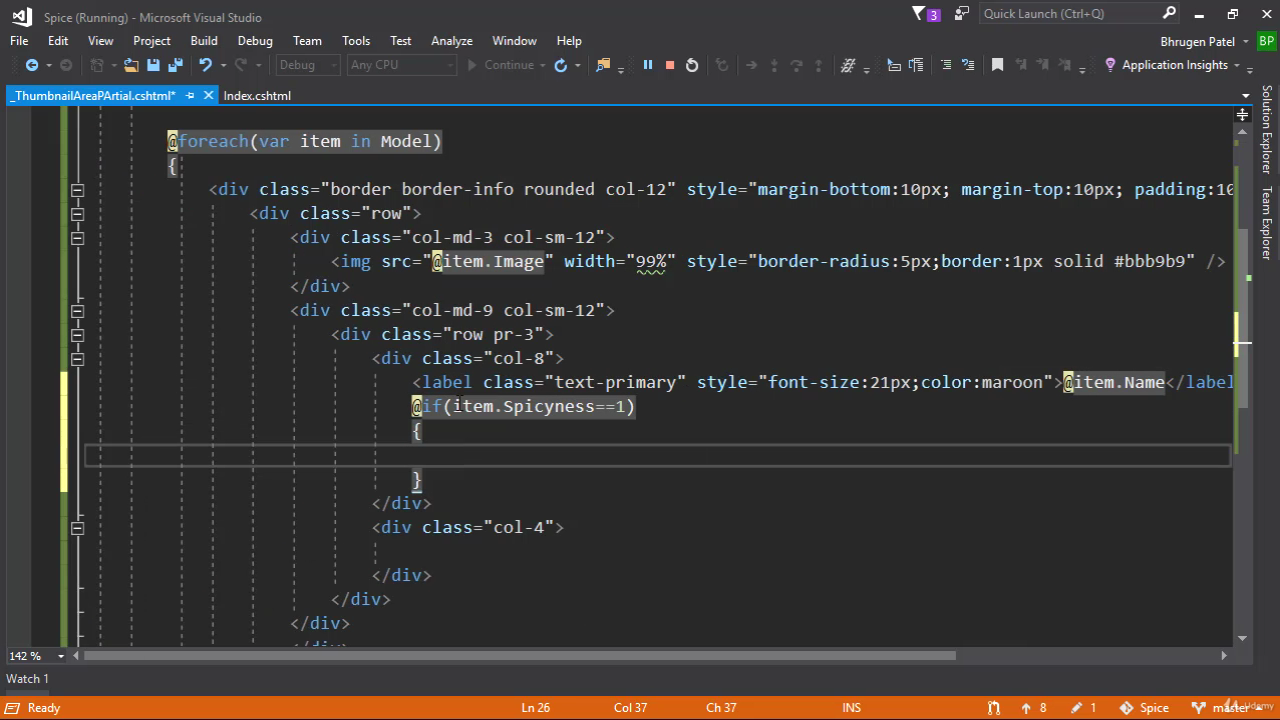 Spice (Running) - Microsoft Visual Studio
3
Quick Launch (Ctrl+Q)
File Edit View Project Build Debug Team Tools Test Analyze Window Help
Bhrugen Patel BP
Debug Any CPU Continue Application Insights
_ThumbnailAreaPArtial.cshtml* Index.cshtml
@foreach(var item in Model)
{
<div class="border border-info rounded col-12" style="margin-bottom:10px; margin-top:10px; padding:10
<div class="row">
<div class="col-md-3 col-sm-12">
<img src="@item.Image" width="99%" style="border-radius:5px;border:1px solid #bbb9b9" />
</div>
<div class="col-md-9 col-sm-12">
<div class="row pr-3">
<div class="col-8">
<label class="text-primary" style="font-size:21px;color:maroon">@item.Name</label
@if(item.Spicyness==1)
{
}
</div>
<div class="col-4">
</div>
</div>
</div>
</div>
Solution Explorer
Team Explorer
142 %
Watch 1
Ready Ln 26 Col 37 Ch 37 INS 8 1 Spice master
Udemy